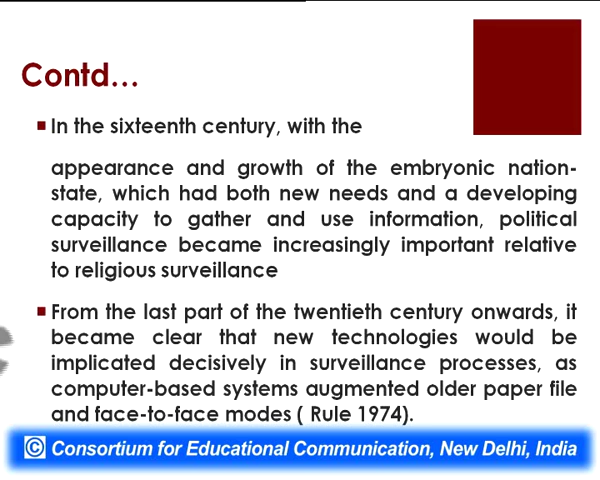 Contd...
In the sixteenth century, with the
appearance and growth of the embryonic nation-
state, which had both new needs and a developing
capacity to gather and use information, political
surveillance became increasingly important relative
to religious surveillance
From the last part of the twentieth century onwards, it
became clear that new technologies would be
implicated decisively in surveillance processes, as
computer-based systems augmented older paper file
and face-to-face modes ( Rule 1974).
© Consortium for Educational Communication, New Delhi, India